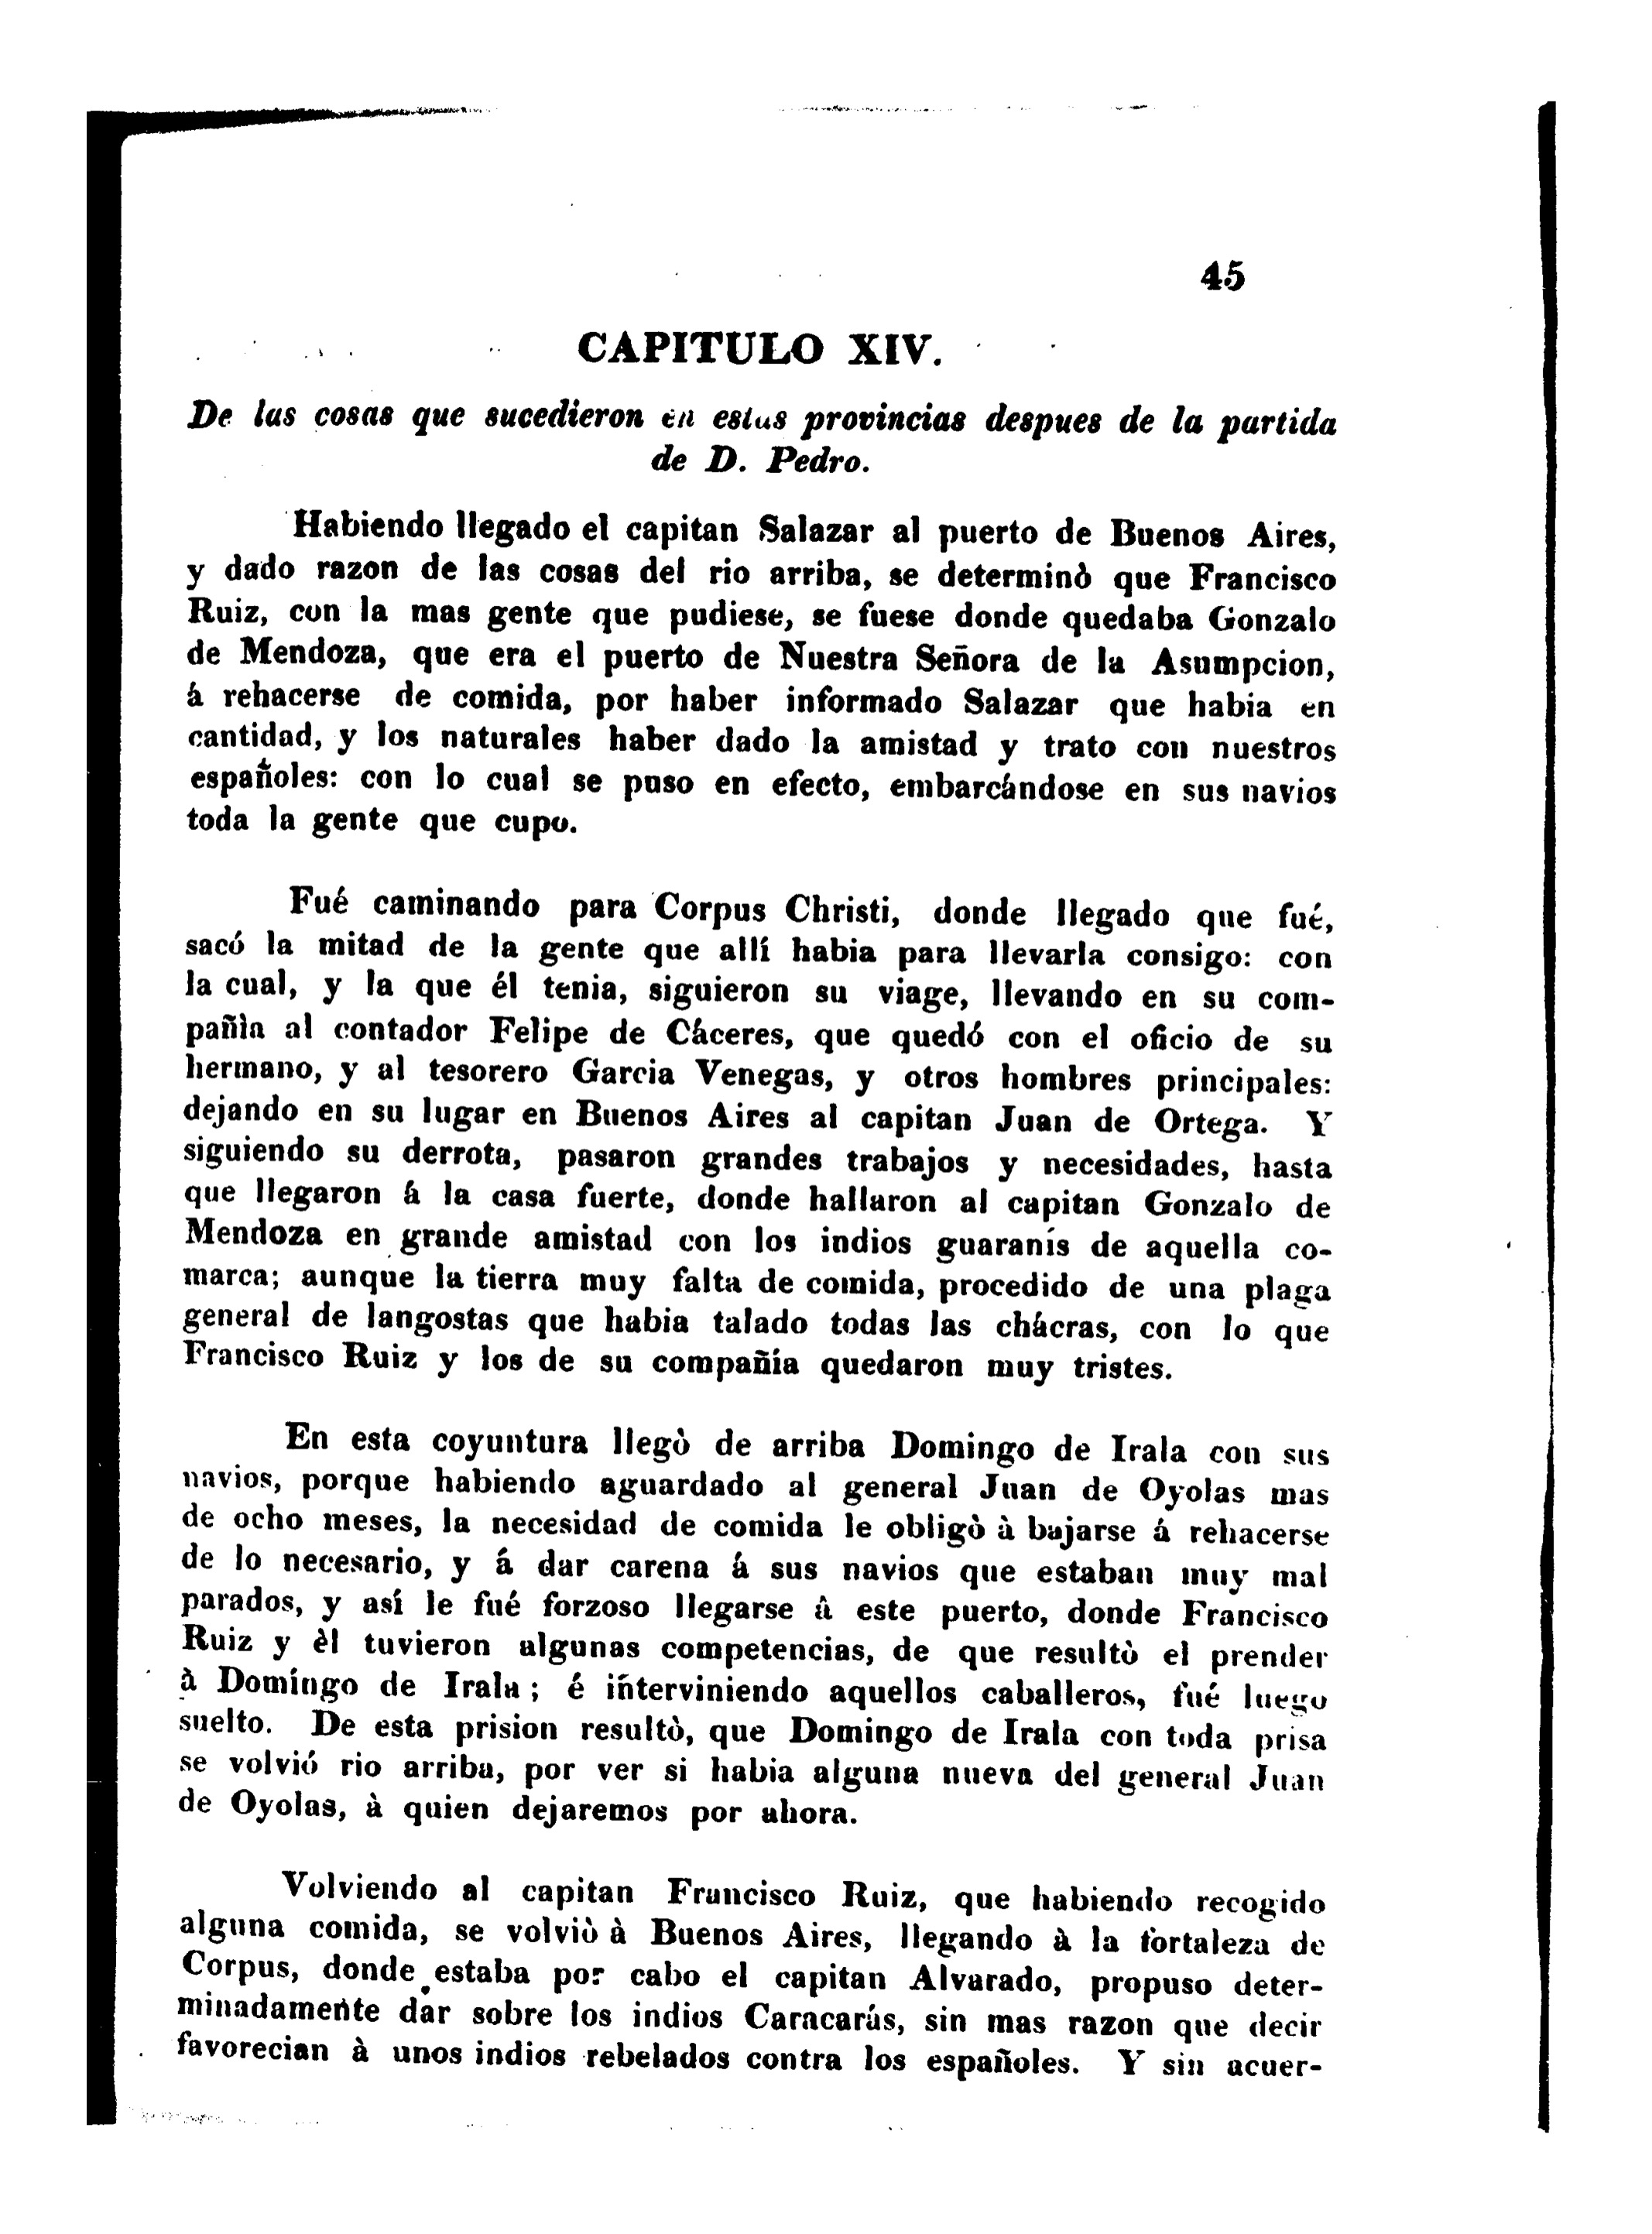 45
CAPITULO XIV.
De las cosas que sucedieron en estas provincias despues de la partida
de D. Pedro.
Habiendo llegado el capitan Salazar al puerto de Buenos Aires,
y dado razon de las cosas del rio arriba, se determinò que Francisco
Ruiz, con la mas gente que pudiese, se fuese donde quedaba Gonzalo
de Mendoza, que era el puerto de Nuestra Señora de la Asumpcion,
á rehacerse de comida, por haber informado Salazar que habia en
cantidad, y los naturales haber dado la amistad y trato con nuestros
españoles: con lo cual se puso en efecto, embarcándose en sus navios
toda la gente que cupo.
Fué caminando para Corpus Christi, donde llegado que fué,
sacó la mitad de la gente que allí habia para llevarla consigo: con
la cual, y la que él tenia, siguieron su viage, llevando en su com-
pañìa al contador Felipe de Cáceres, que quedó con el oficio de su
hermano, y al tesorero Garcia Venegas, y otros hombres principales:
dejando en su lugar en Buenos Aires al capitan Juan de Ortega. Y
siguiendo su derrota, pasaron grandes trabajos y necesidades, hasta
que llegaron á la casa fuerte, donde hallaron al capitan Gonzalo de
Mendoza en grande amistad con los indios guaranís de aquella co-
marca; aunque la tierra muy falta de comida, procedido de una plaga
general de langostas que habia talado todas las chácras, con lo que
Francisco Ruiz y los de su compañía quedaron muy tristes.
En esta coyuntura llegò de arriba Domingo de Irala con sus
navios, porque habiendo aguardado al general Juan de Oyolas mas
de ocho meses, la necesidad de comida le obligò à bajarse á rehacerse
de lo necesario, y á dar carena á sus navios que estaban muy mal
parados, y así le fué forzoso llegarse â este puerto, donde Francisco
Ruiz y èl tuvieron algunas competencias, de que resultò el prender
à Domingo de Irala; é interviniendo aquellos caballeros, fué luego
suelto. De esta prision resultò, que Domingo de Irala con toda prisa
se volvió rio arriba, por ver si habia alguna nueva del general Juan
de Oyolas, à quien dejaremos por ahora.
Volviendo al capitan Francisco Ruiz, que habiendo recogido
alguna comida, se volviò à Buenos Aires, llegando à la fortaleza de
Corpus, donde estaba por cabo el capitan Alvarado, propuso deter-
minadamente dar sobre los indios Caracarás, sin mas razon que decir
favorecian à unos indios rebelados contra los españoles. Y sin acuer-